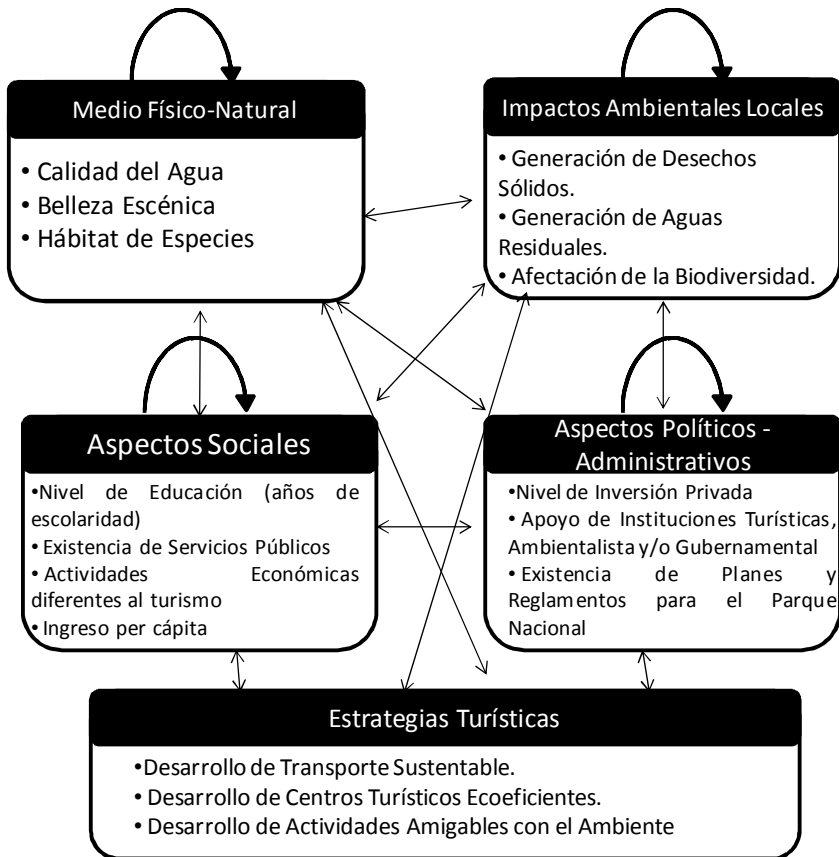 Medio Físico-Natural
• Calidad del Agua
• Belleza Escénica
• Hábitat de Especies
Impactos Ambientales Locales
• Generación de Desechos
Sólidos.
• Generación de Aguas
Residuales.
• Afectación de la Biodiversidad.
Aspectos Sociales
•Nivel de Educación (años de
escolaridad)
• Existencia de Servicios Públicos
• Actividades Económicas
diferentes al turismo
• Ingreso per cápita
Aspectos Políticos -
Administrativos
•Nivel de Inversión Privada
• Apoyo de Instituciones Turísticas,
Ambientalista y/o Gubernamental
• Existencia de Planes y
Reglamentos para el Parque
Nacional
Estrategias Turísticas
•Desarrollo de Transporte Sustentable.
• Desarrollo de Centros Turísticos Ecoeficientes.
• Desarrollo de Actividades Amigables con el Ambiente